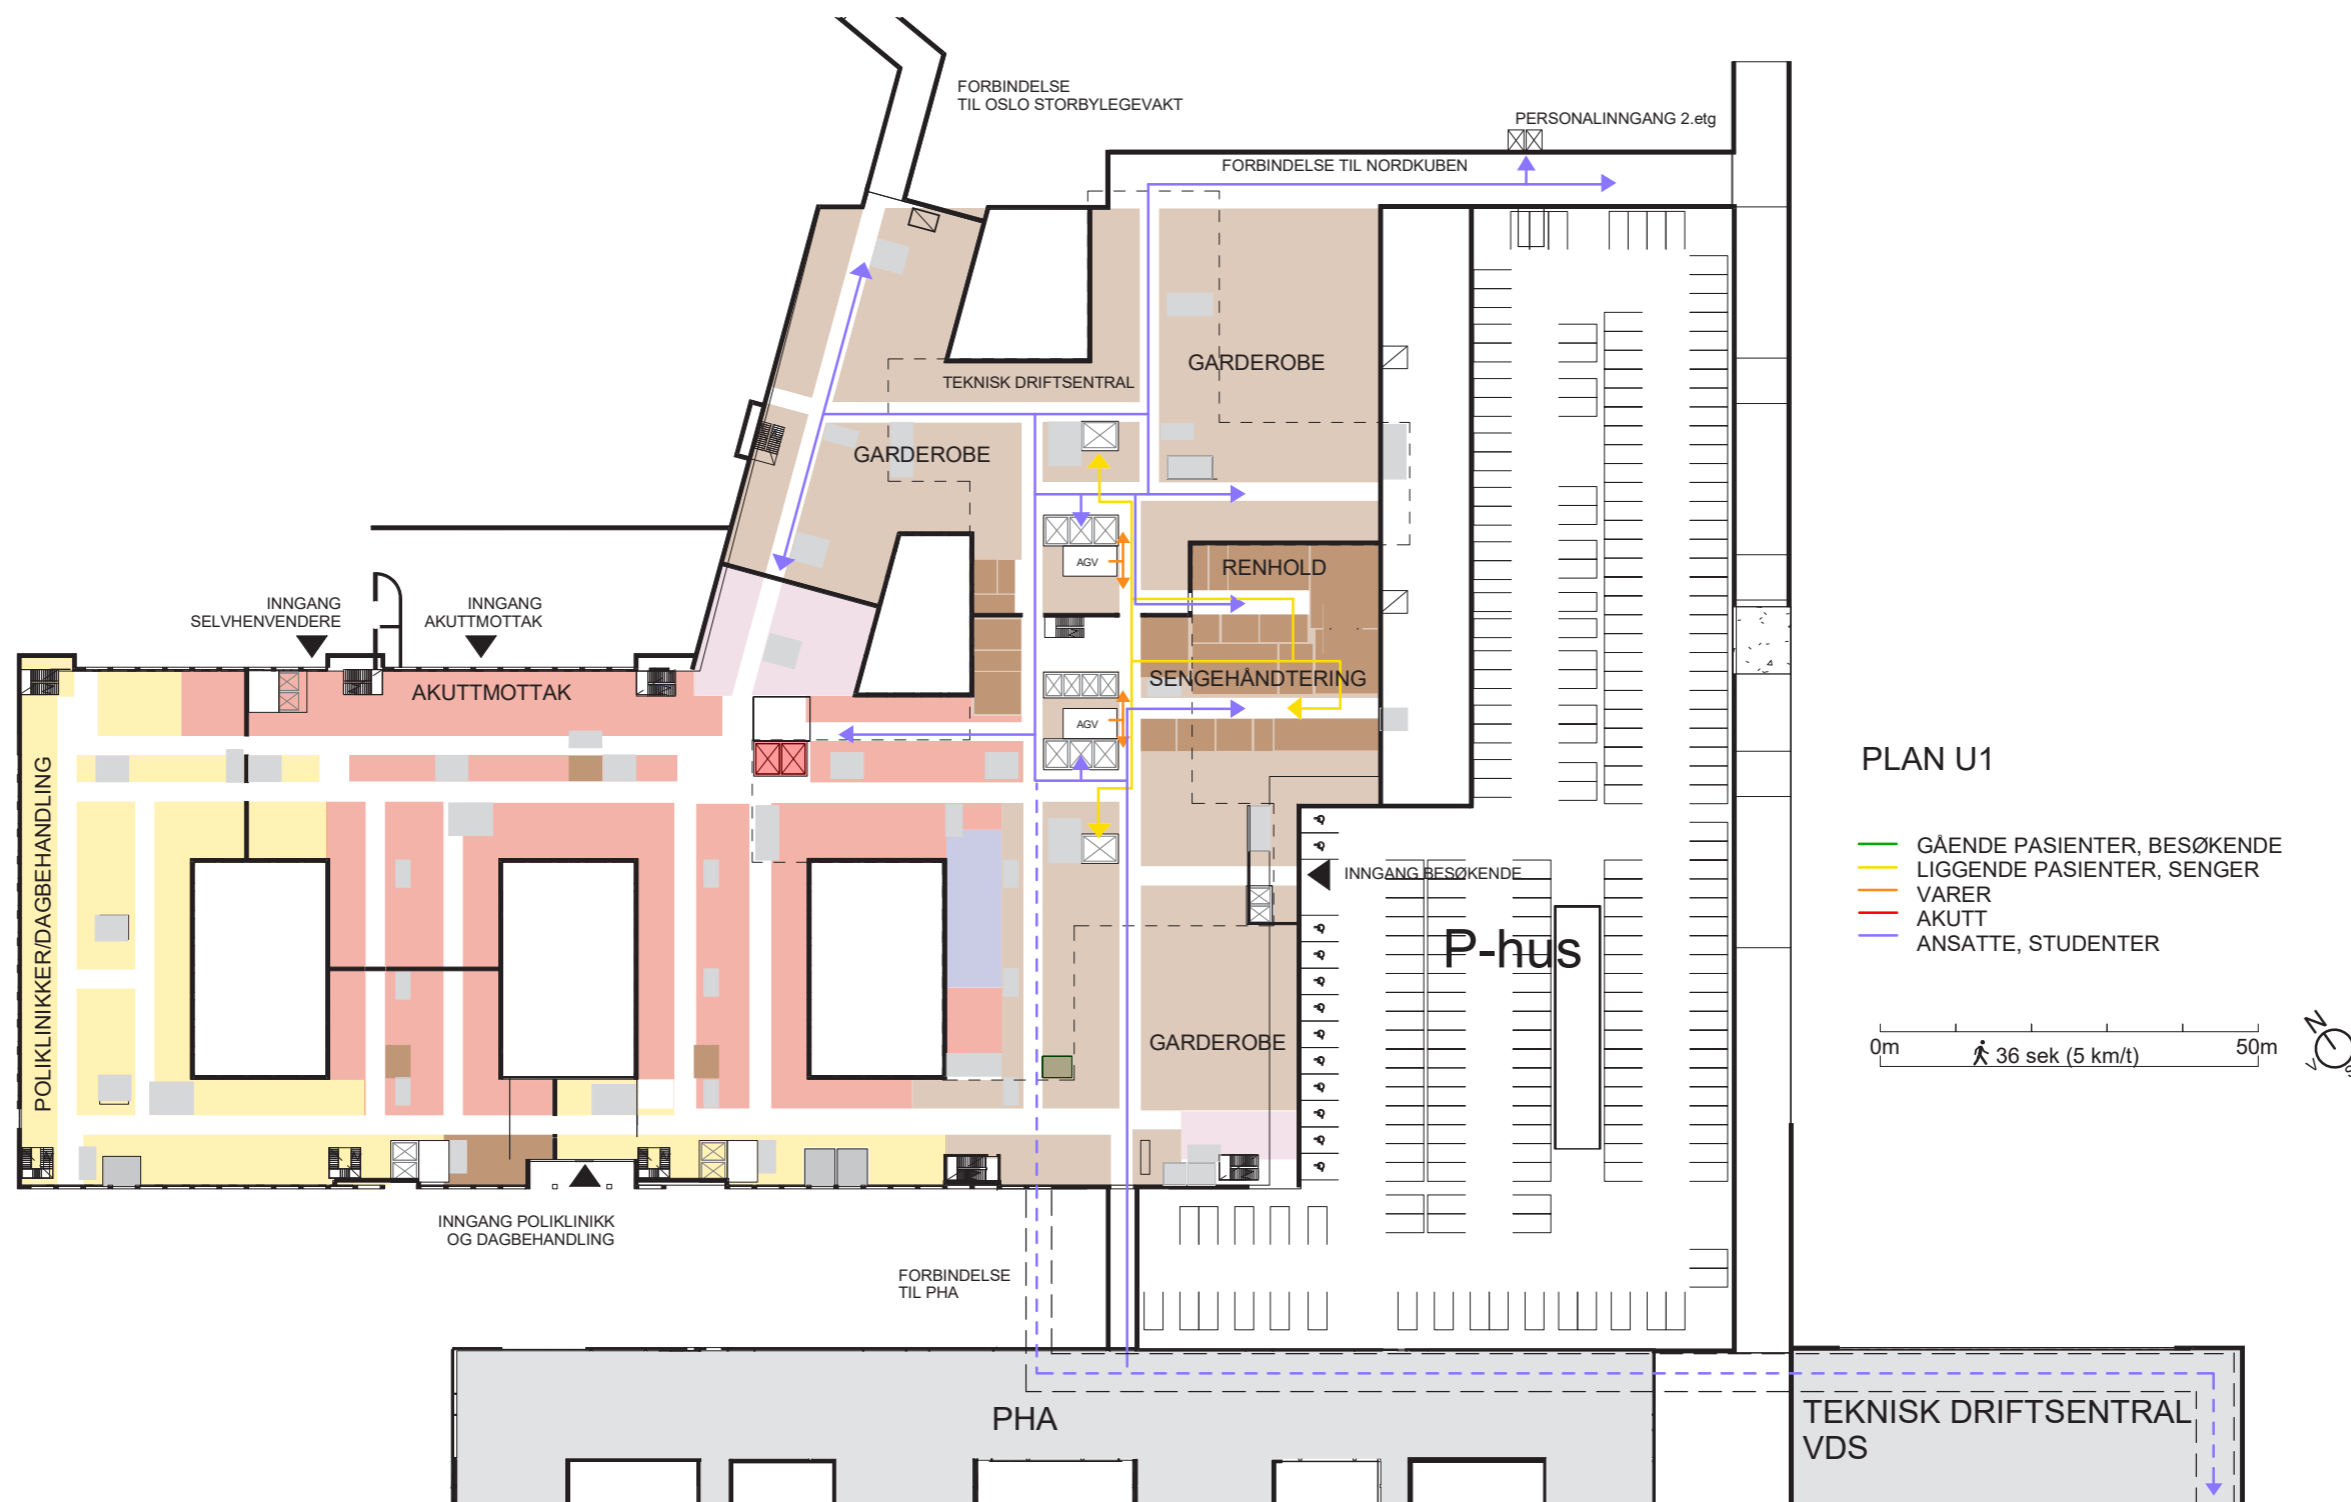 FORBINDELSE
TIL OSLO STORBYLEGEVAKT
PERSONALINNGANG 2.etg
FORBINDELSE TIL NORDKUBEN
GARDEROBE
TEKNISK DRIFTSENTRAL
GARDEROBE
AGV
RENHOLD
INNGANG
SELVHENVENDERE
INNGANG
AKUTTMOTTAK
AKUTTMOTTAK
SENGEHÅNDTERING
AGV
POLIKLINIKKER/DAGBEHANDLING
INNGANG BESØKENDE
P-hus
GARDEROBE
PLAN U1
GÅENDE PASIENTER, BESØKENDE
LIGGENDE PASIENTER, SENGER
VARER
AKUTT
ANSATTE, STUDENTER
0m
36 sek (5 km/t)
50m
N
V
S
INNGANG POLIKLINIKK
OG DAGBEHANDLING
FORBINDELSE
TIL PHA
PHA
TEKNISK DRIFTSENTRAL
VDS